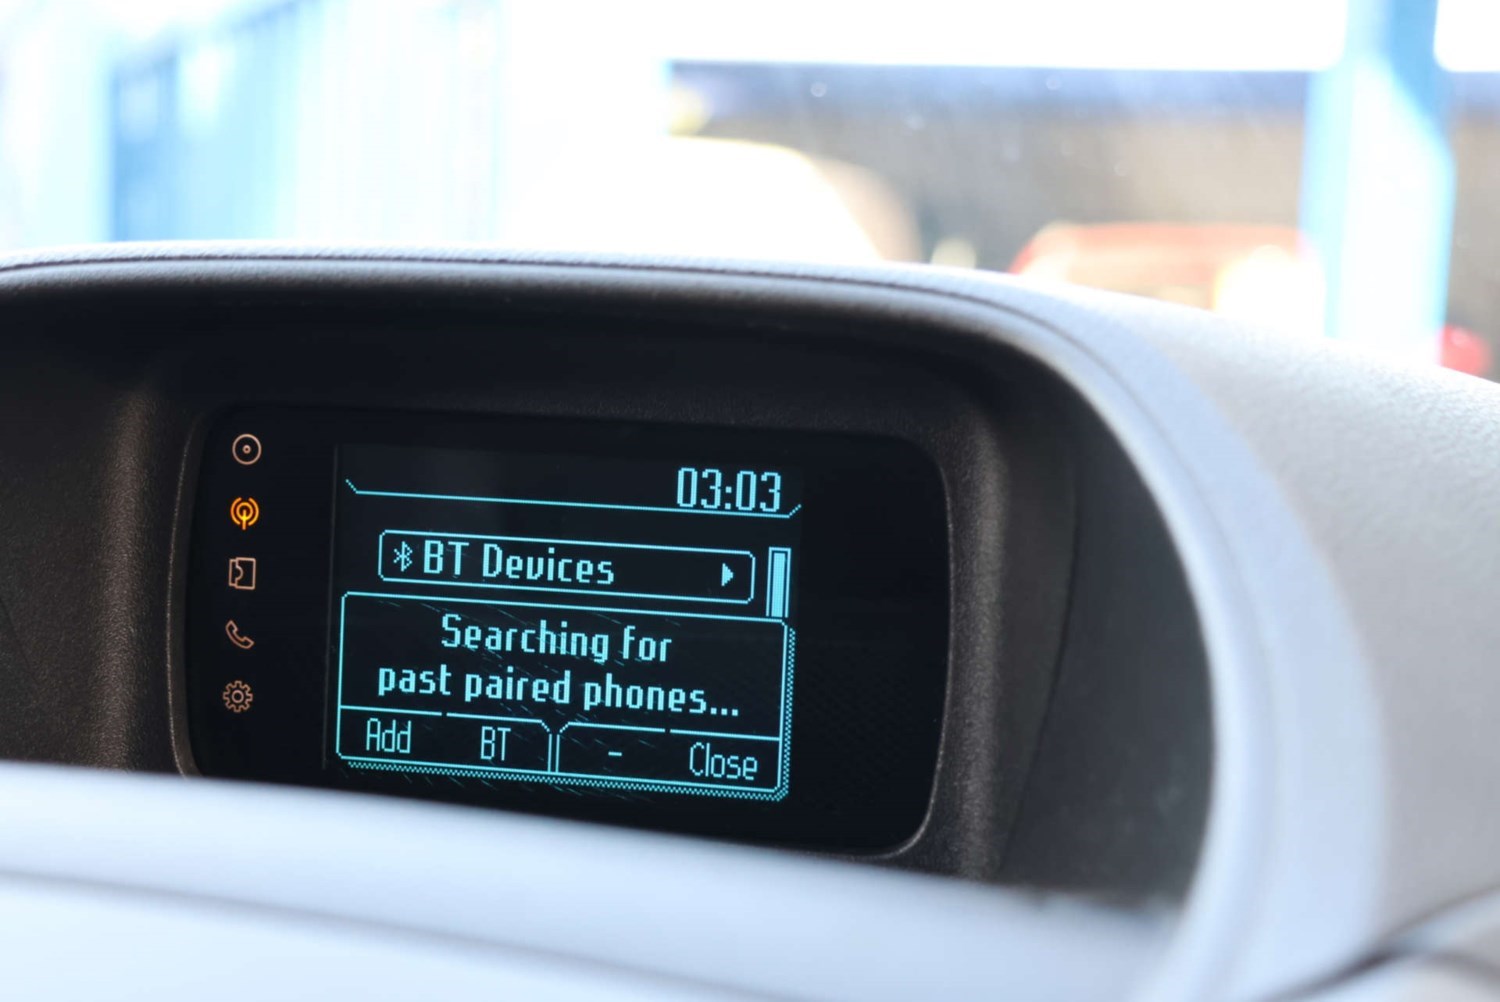 03:03
BT Devices
Searching for
past paired phones...
Add BT - Close